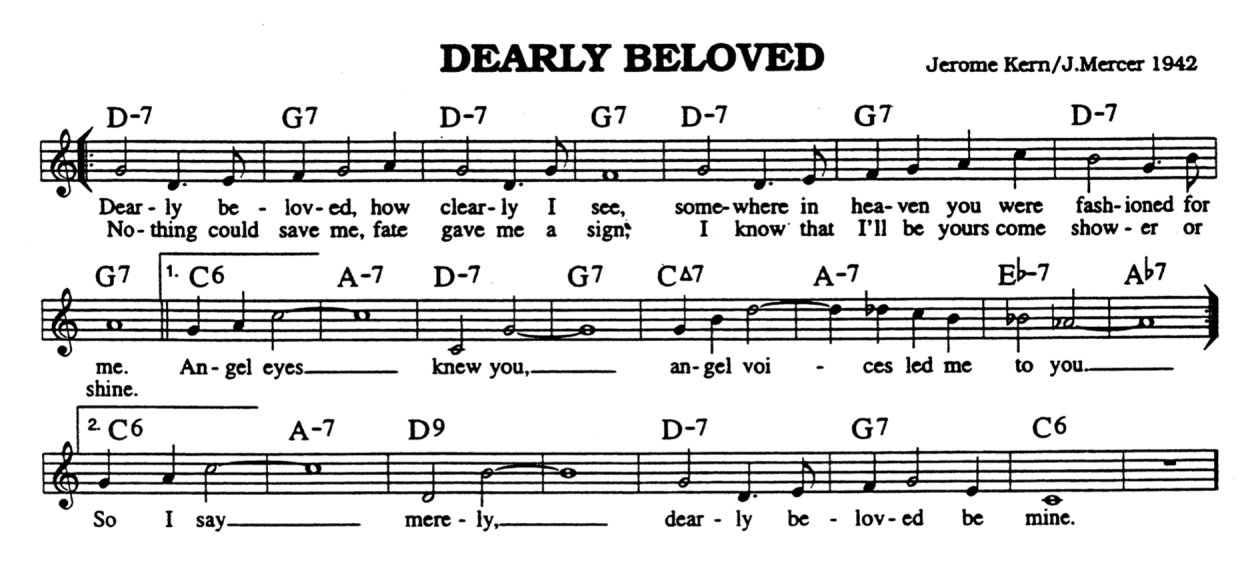 DEARLY BELOVED
Jerome Kern/J.Mercer 1942
D-7 G7 D-7 G7 D-7 G7 D-7
Dear - ly be - lov - ed, how clear - ly I see, some - where in hea - ven you were fash - ioned for
No - thing could save me, fate gave me a sign; I know that I'll be yours come show - er or
G7 1. C6 A-7 D-7 G7 C∆7 A-7 E♭-7 A♭7
me. An - gel eyes knew you, an - gel voi - ces led me to you.
shine.
2. C6 A-7 D9 D-7 G7 C6
So I say mere - ly, dear - ly be - lov - ed be mine.